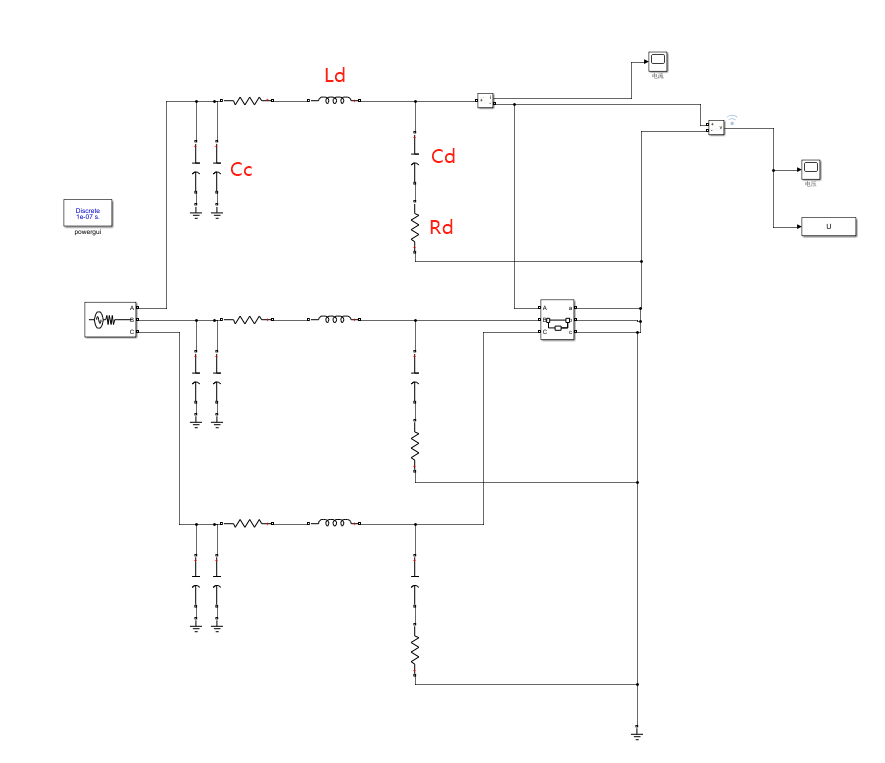 Ld
电流
Cc
Cd
+
i
-
+
-
v
电压
Rd
Discrete
1e-07 s.
powergui
U
A
B
C
A
B
C
a
c